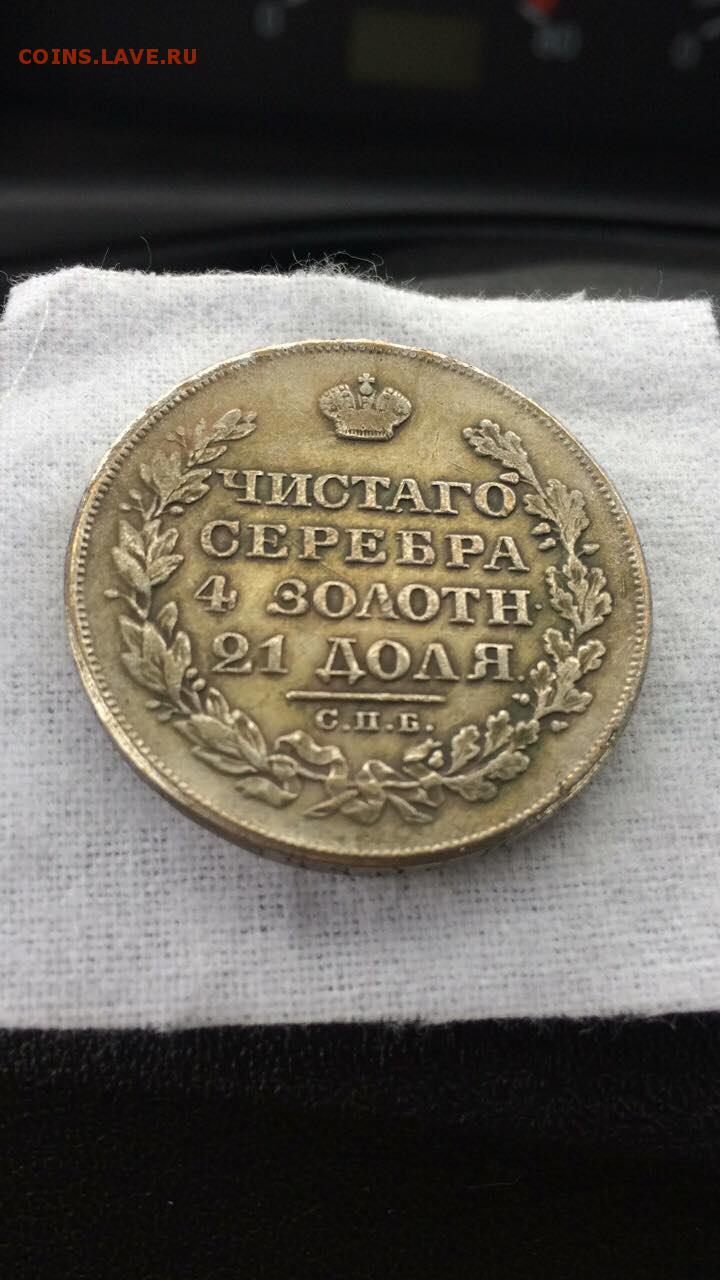 COINS.LAVE.RU
ЧИСТАГО
СЕРЕБРА
4 ЗОЛОТН.
21 ДОЛЯ.
С.П.Б.